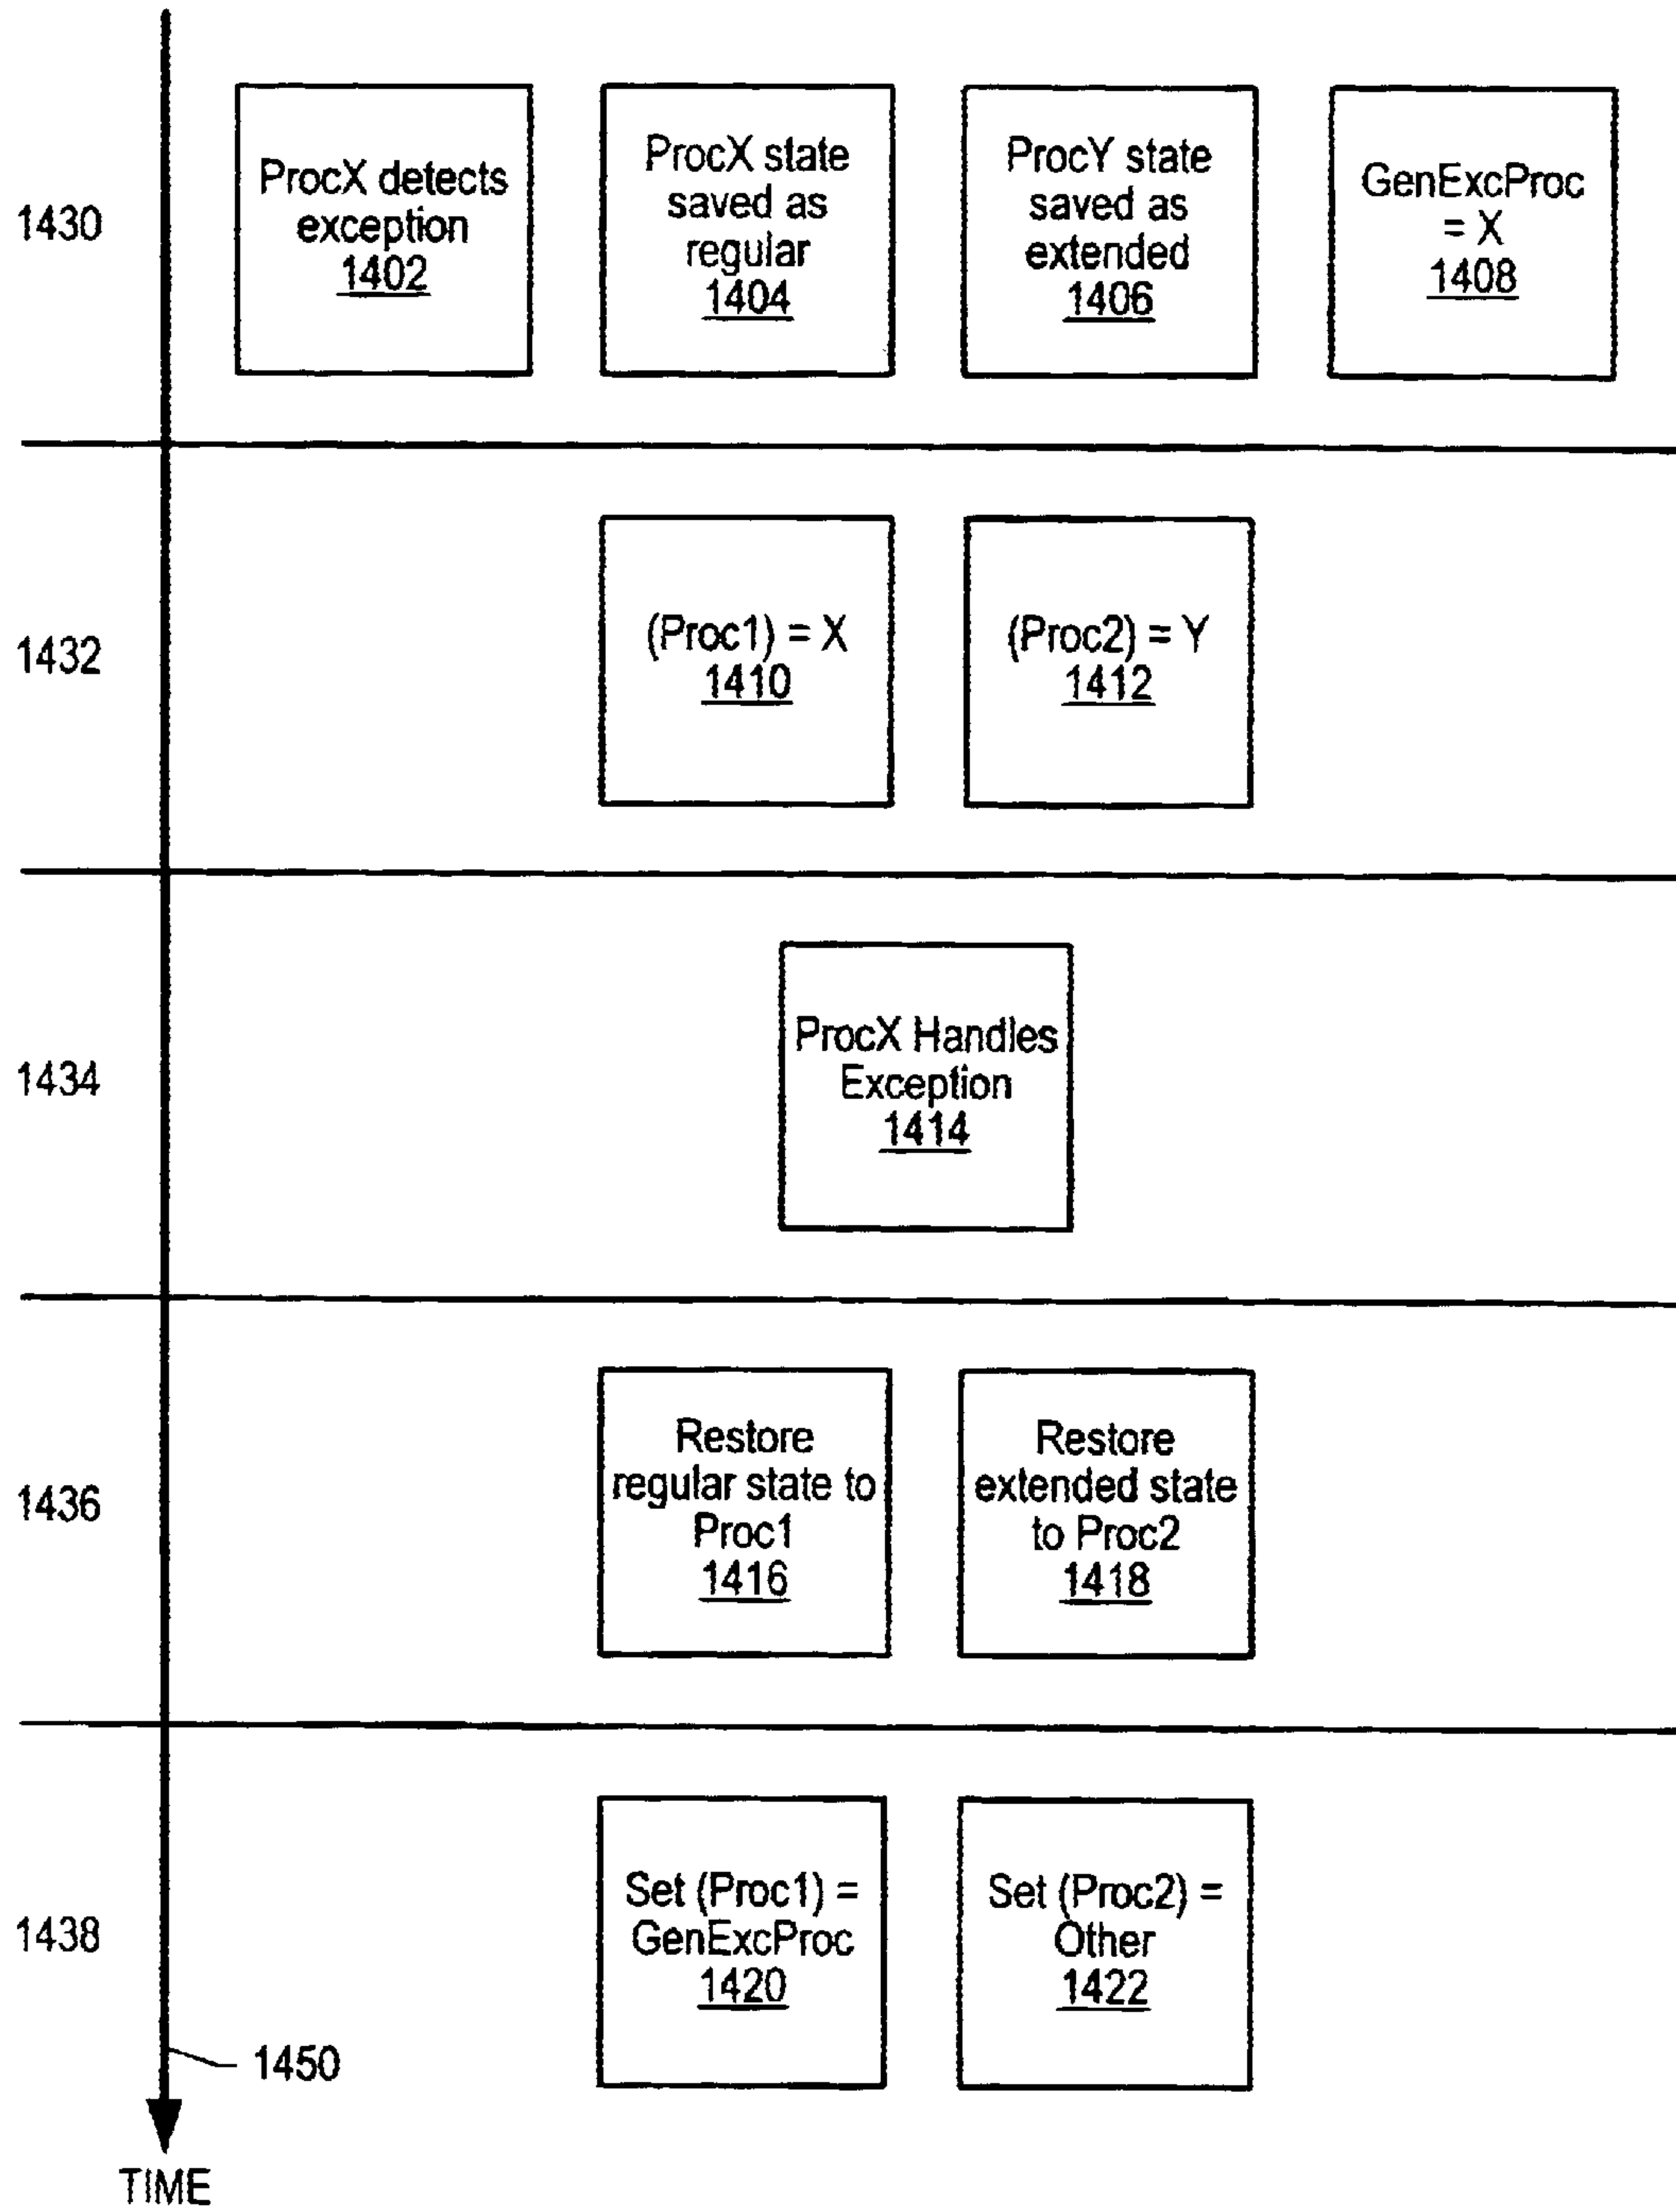 1430
ProcX detects
exception
1402
ProcX state
saved as
regular
1404
ProcY state
saved as
extended
1406
GenExcProc
= X
1408
1432
(Proc1) = X
1410
(Proc2) = Y
1412
1434
ProcX Handles
Exception
1414
1436
Restore
regular state to
Proc1
1416
Restore
extended state
to Proc2
1418
1438
Set (Proc1) =
GenExcProc
1420
Set (Proc2) =
Other
1422
1450
TIME